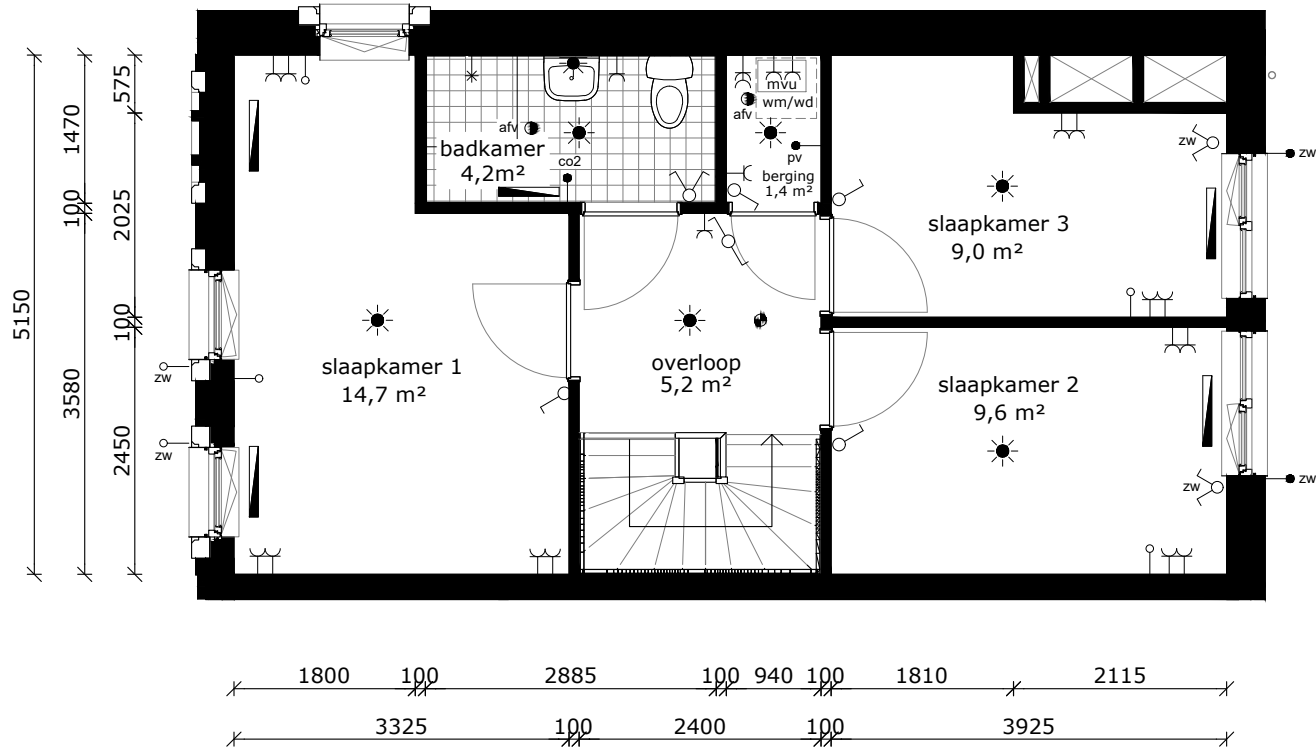 575
1470
100
2025
5150
100
3580
2450
badkamer
4,2m²
afv
co2
mvu
wm/wd
afv
pv
berging
1,4 m²
zw
zw
slaapkamer 3
9,0 m²
slaapkamer 1
14,7 m²
overloop
5,2 m²
slaapkamer 2
9,6 m²
zw
zw
zw
zw
1800 100 2885 100 940 100 1810 2115
3325 100 2400 100 3925